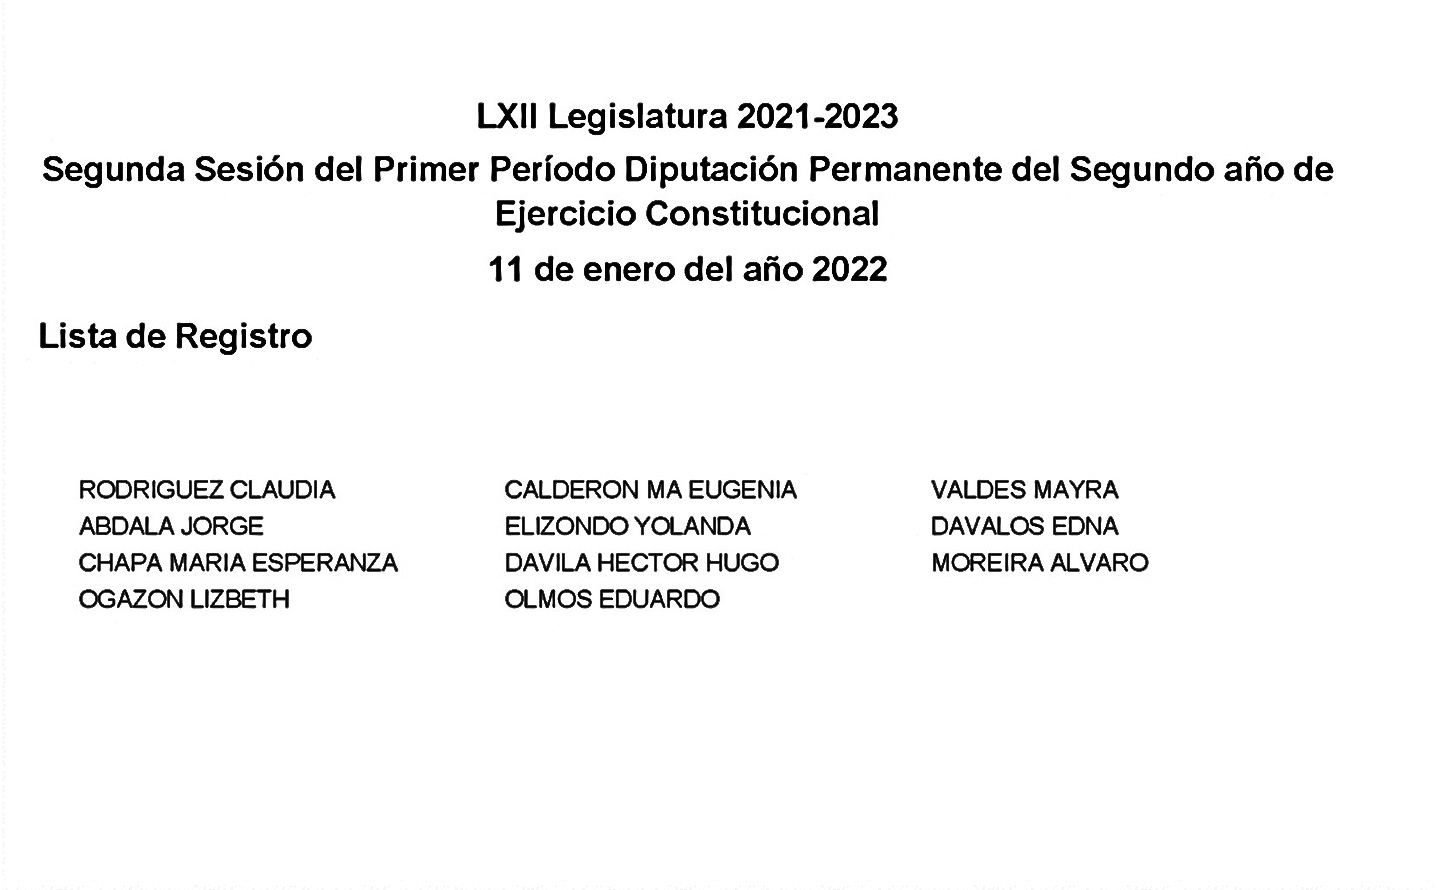 LXII Legislatura 2021-2023
Segunda Sesión del Primer Período Diputación Permanente del Segundo año de
Ejercicio Constitucional
11 de enero del año 2022
Lista de Registro
RODRIGUEZ CLAUDIA CALDERON MA EUGENIA VALDES MAYRA
ABDALA JORGE ELIZONDO YOLANDA DAVALOS EDNA
CHAPA MARIA ESPERANZA DAVILA HECTOR HUGO MOREIRA ALVARO
OGAZON LIZBETH OLMOS EDUARDO